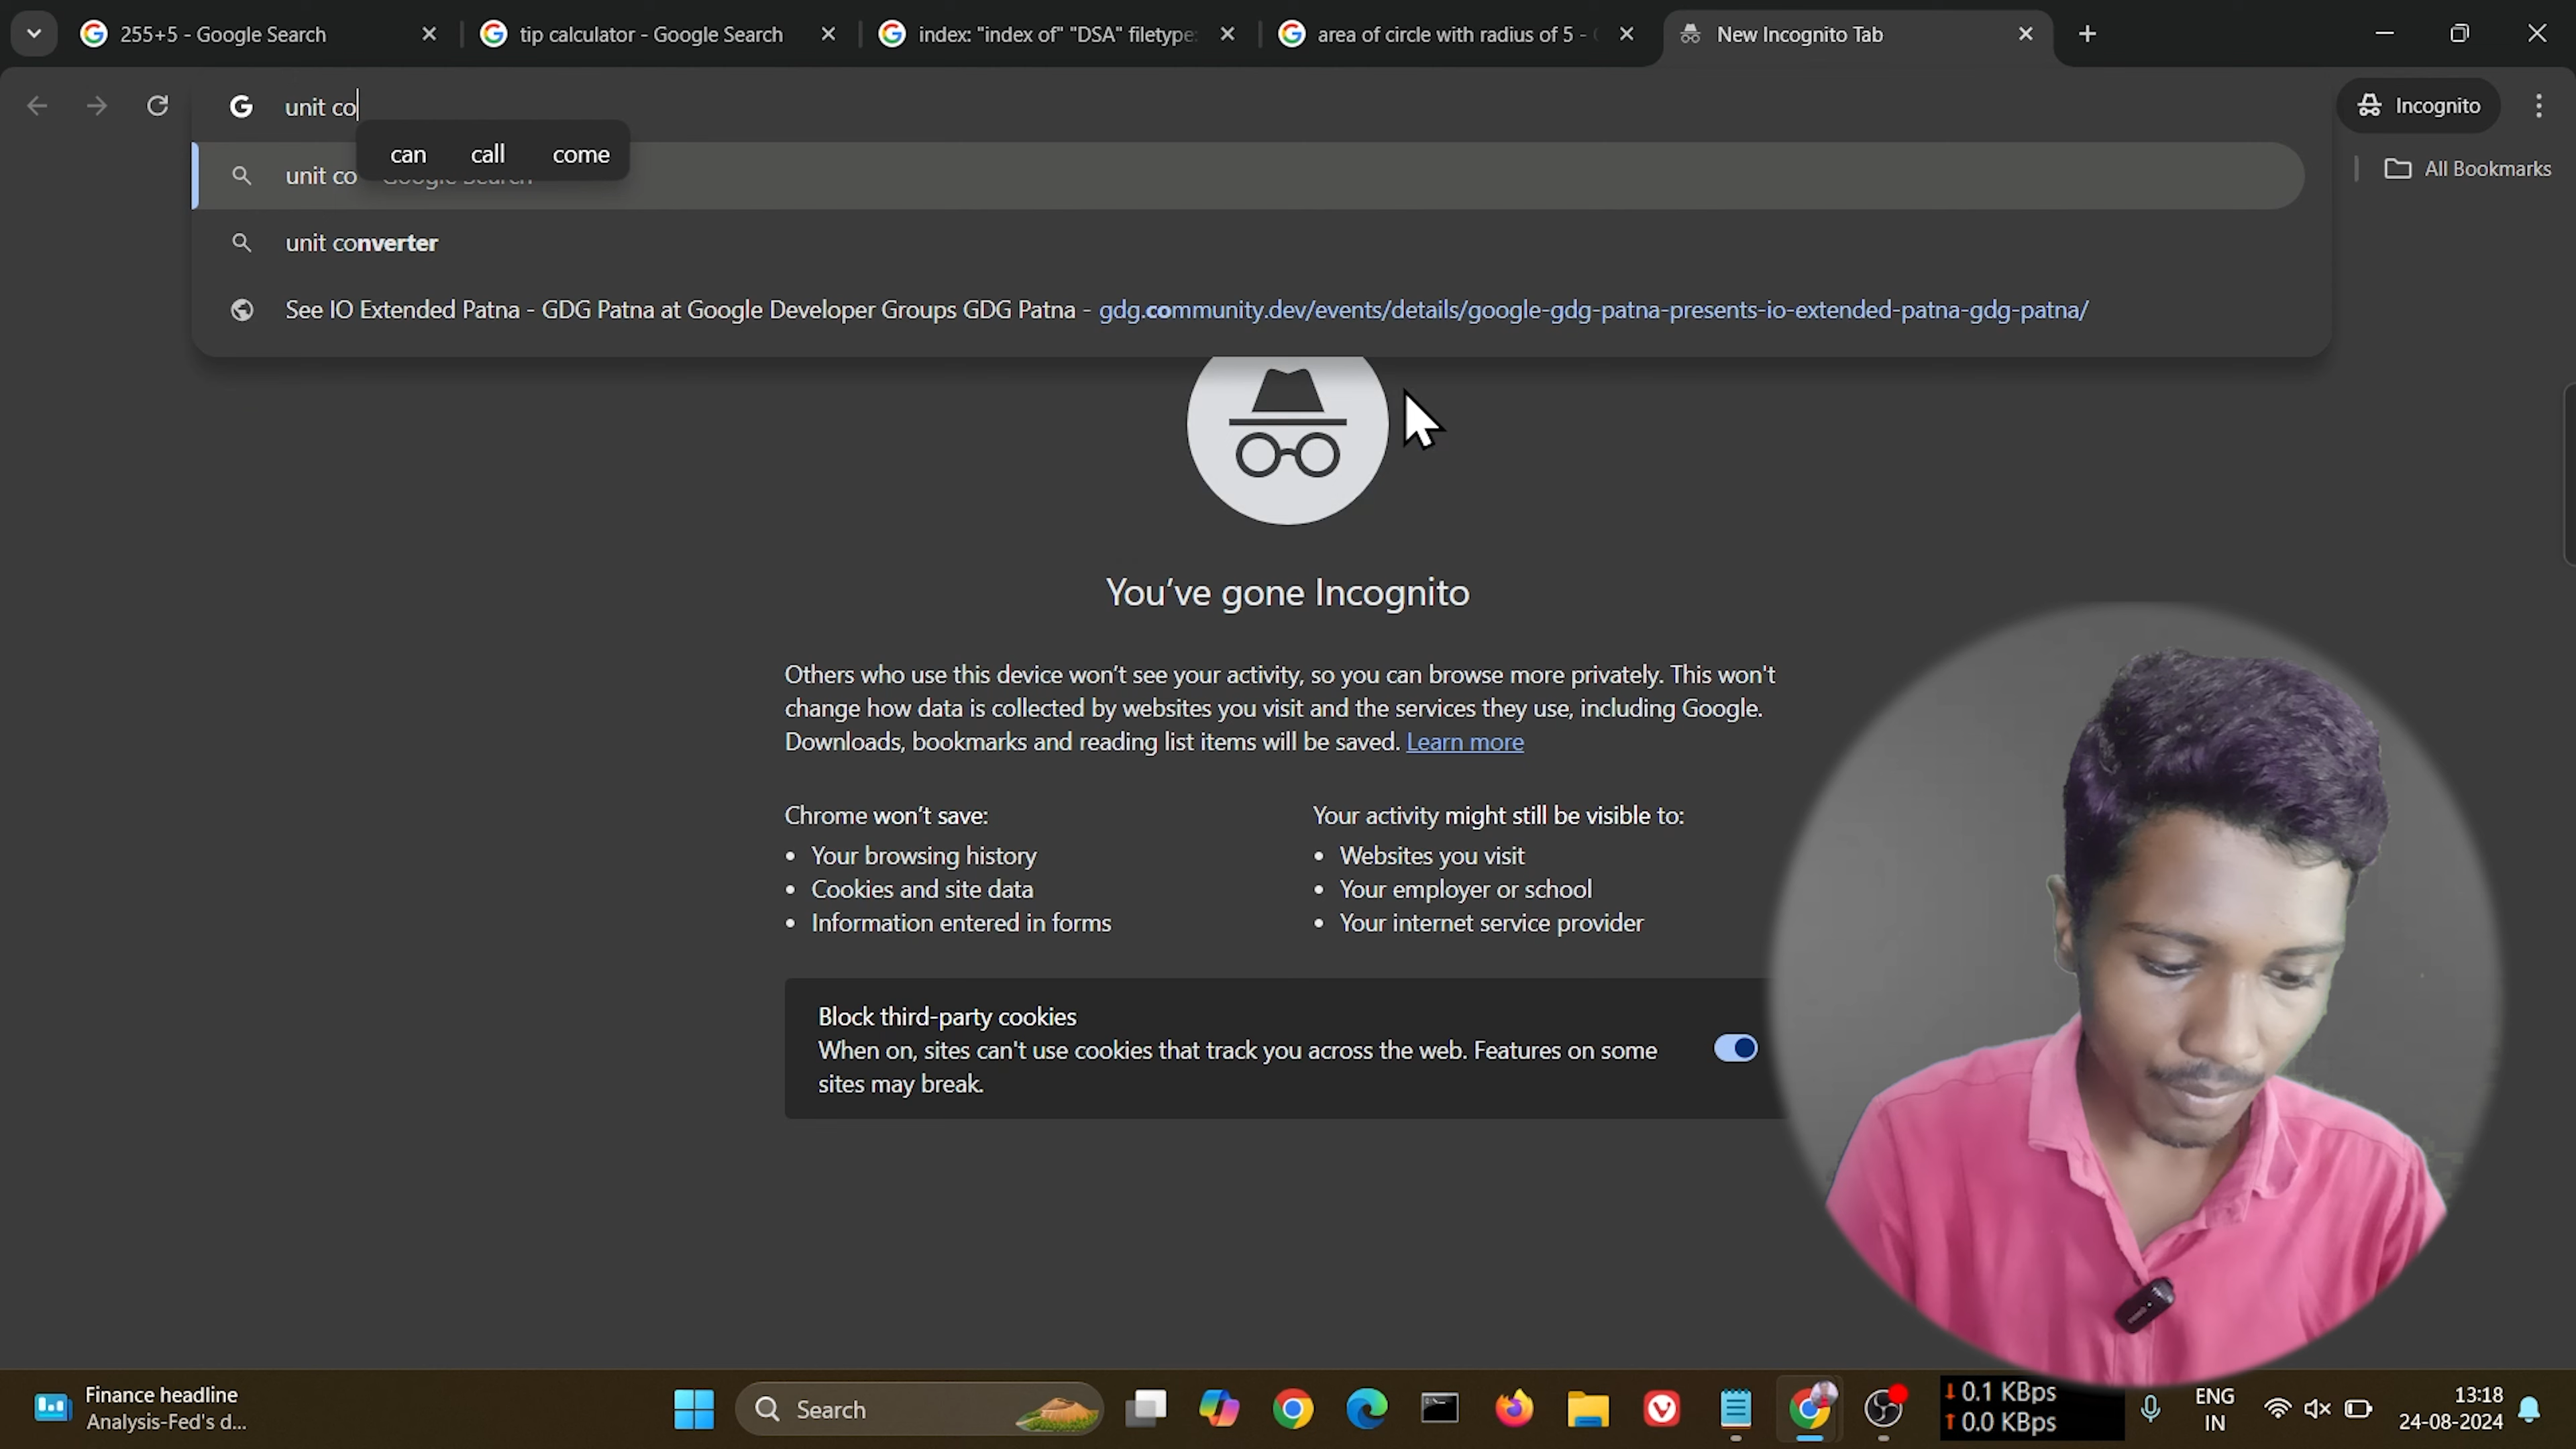 255+5 - Google Search
tip calculator - Google Search
index: "index of" "DSA" filetype:
area of circle with radius of 5 -
New Incognito Tab
unit co
Incognito
can call come
unit co - Google Search
All Bookmarks
unit converter
See IO Extended Patna - GDG Patna at Google Developer Groups GDG Patna - gdg.community.dev/events/details/google-gdg-patna-presents-io-extended-patna-gdg-patna/
You've gone Incognito
Others who use this device won't see your activity, so you can browse more privately. This won't
change how data is collected by websites you visit and the services they use, including Google.
Downloads, bookmarks and reading list items will be saved. Learn more
Chrome won't save:
• Your browsing history
• Cookies and site data
• Information entered in forms
Your activity might still be visible to:
• Websites you visit
• Your employer or school
• Your internet service provider
Block third-party cookies
When on, sites can't use cookies that track you across the web. Features on some
sites may break.
Finance headline
Analysis-Fed's d...
Search
0.1 KBps
0.0 KBps
ENG
IN
13:18
24-08-2024